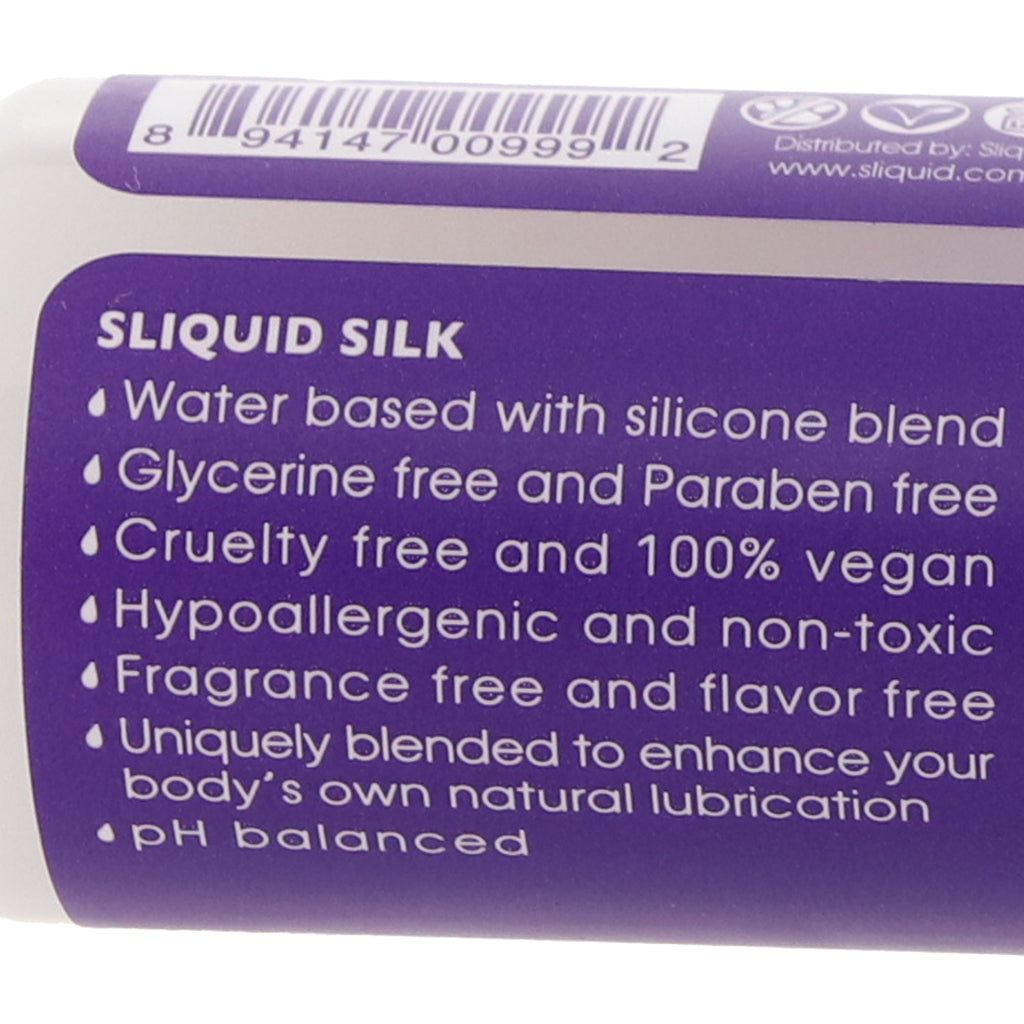 8 94147 00999 2
Distributed by:
www.sliquid.com
SLIQUID SILK
Water based with silicone blend
Glycerine free and Paraben free
Cruelty free and 100% vegan
Hypoallergenic and non-toxic
Fragrance free and flavor free
Uniquely blended to enhance your
body's own natural lubrication
pH balanced